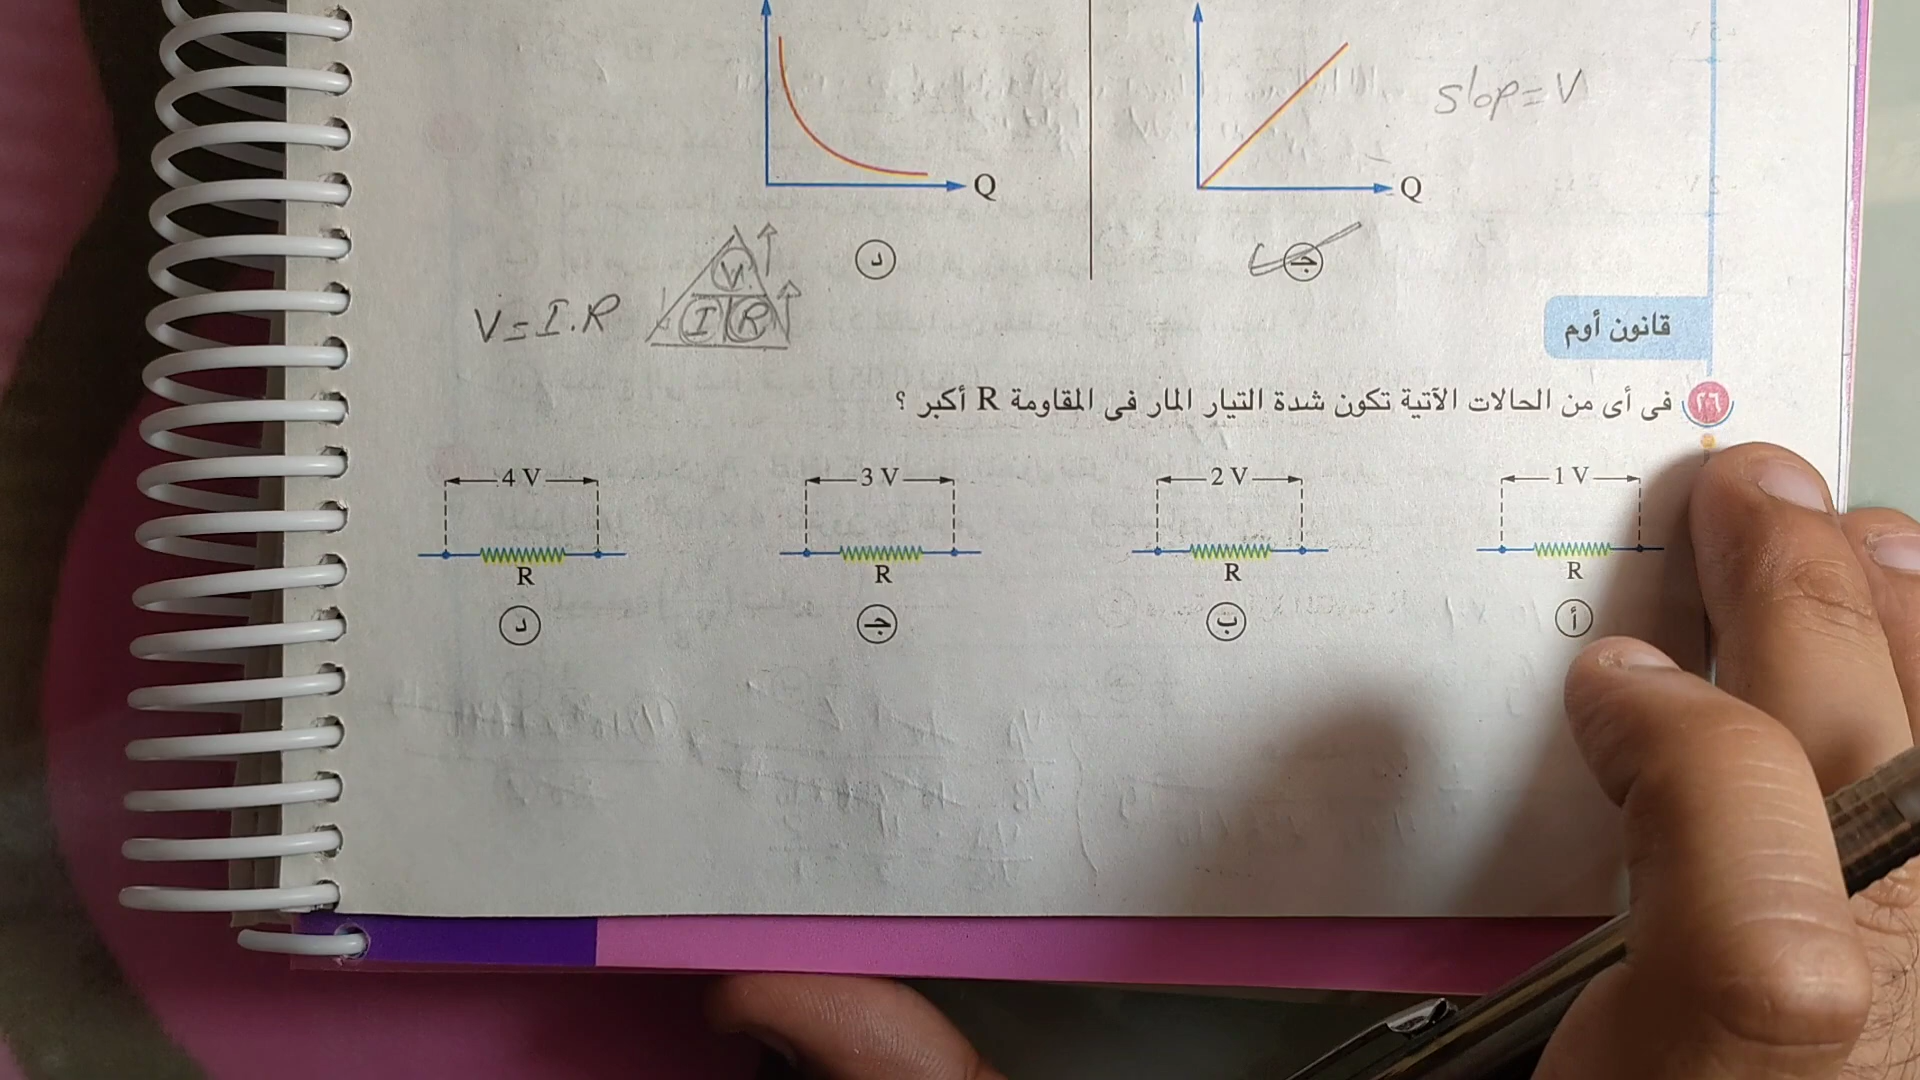 slop = V
Q
Q
جـ
د
V = I.R
V
I R
قانون أوم
٢٦ فى أى من الحالات الآتية تكون شدة التيار المار فى المقاومة R أكبر ؟
1 V
2 V
3 V
4 V
R
R
R
R
أ
ب
جـ
د